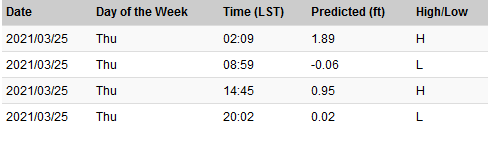 Date Day of the Week Time (LST) Predicted (ft) High/Low
2021/03/25 Thu 02:09 1.89 H
2021/03/25 Thu 08:59 -0.06 L
2021/03/25 Thu 14:45 0.95 H
2021/03/25 Thu 20:02 0.02 L